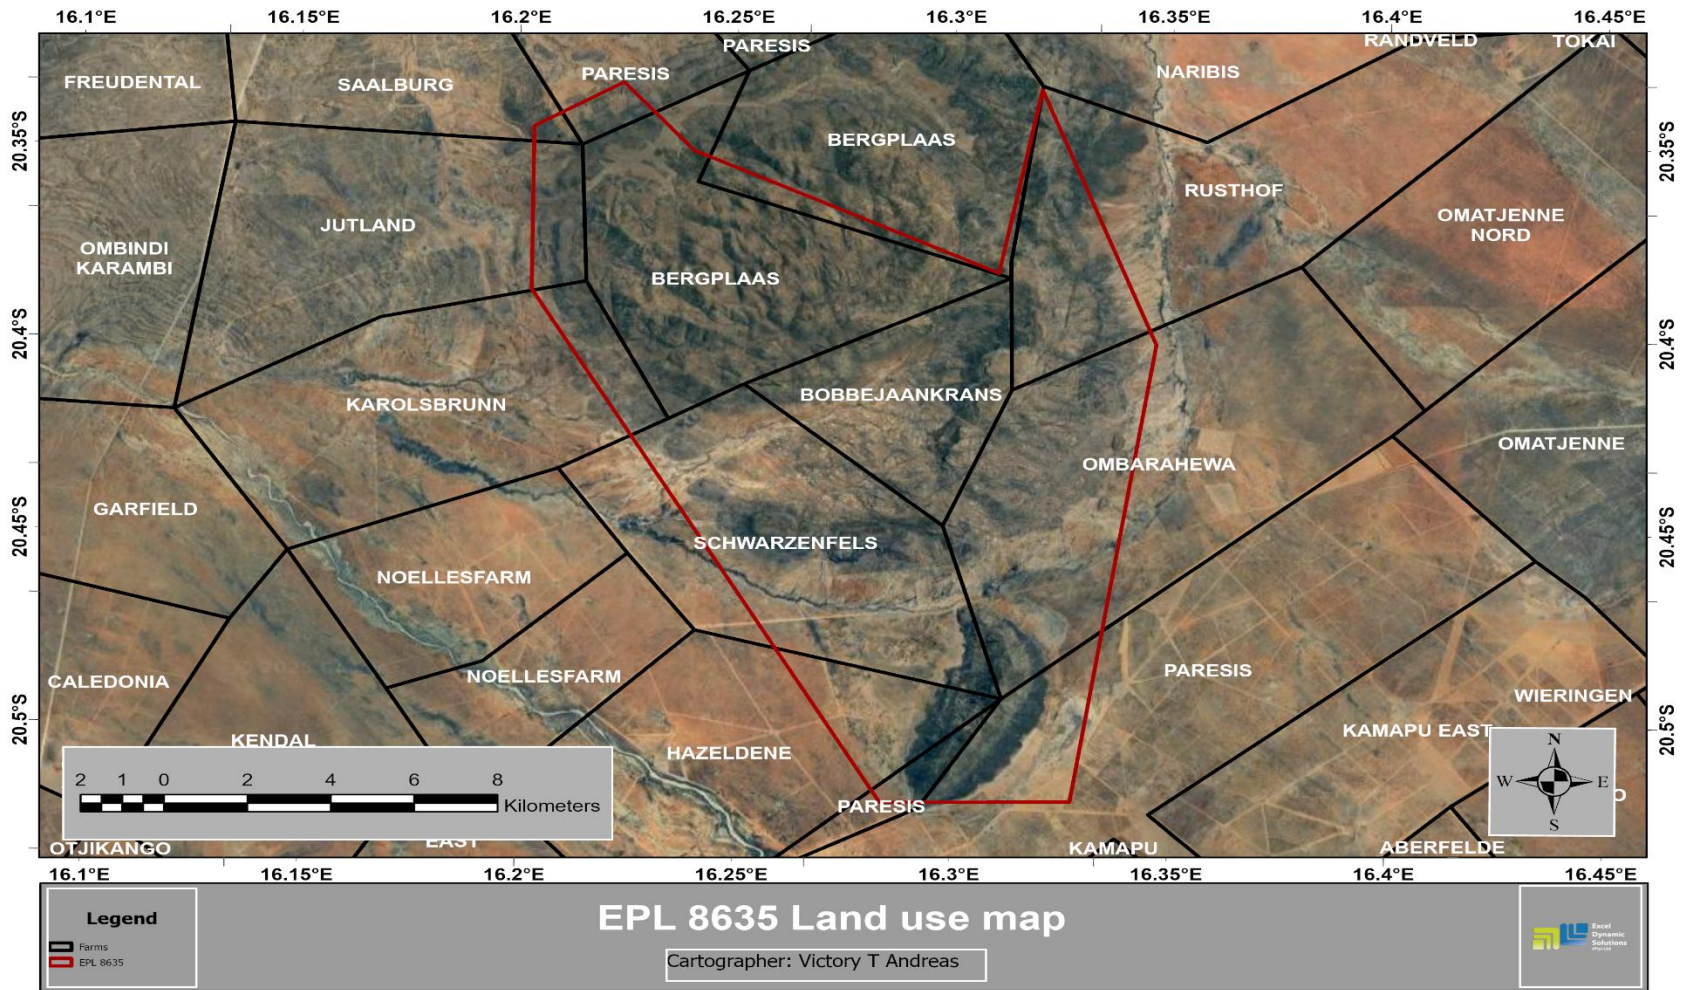 16.1°E 16.15°E 16.2°E 16.25°E 16.3°E 16.35°E 16.4°E 16.45°E
PARESIS
RANDVELD
TOKAI
FREUDENTAL
SAALBURG
PARESIS
NARIBIS
20.35°S
BERGPLAAS
20.35°S
RUSTHOF
JUTLAND
OMATJENNE
NORD
OMBINDI
KARAMBI
BERGPLAAS
20.4°S
20.4°S
KAROLSBRUNN
BOBBEJAANKRANS
OMATJENNE
OMBARAHEWA
GARFIELD
20.45°S
SCHWARZENFELS
20.45°S
NOELLESFARM
CALEDONIA
NOELLESFARM
PARESIS
WIERINGEN
20.5°S
KENDAL
HAZELDENE
KAMAPU EAST
20.5°S
2 1 0 2 4 6 8
Kilometers
N
W E
S
O
PARESIS
OTJIKANGO
EAST
KAMAPU
ABERFELDE
16.1°E 16.15°E 16.2°E 16.25°E 16.3°E 16.35°E 16.4°E 16.45°E
Legend
Farms
EPL 8635
EPL 8635 Land use map
Cartographer: Victory T Andreas
Excel
Dynamic
Solutions